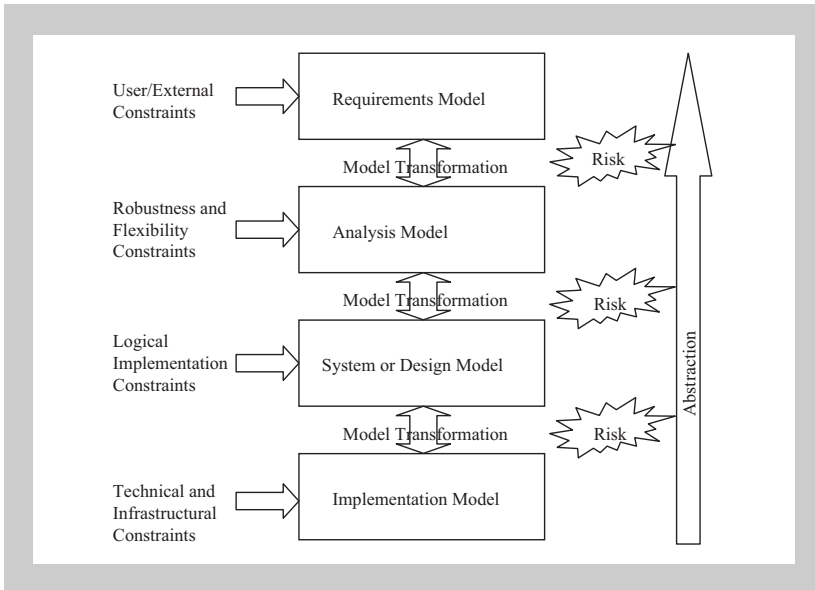 User/External
Constraints
Requirements Model
Model Transformation
Risk
Robustness and
Flexibility
Constraints
Analysis Model
Model Transformation
Risk
Logical
Implementation
Constraints
System or Design Model
Model Transformation
Risk
Technical and
Infrastructural
Constraints
Implementation Model
Abstraction